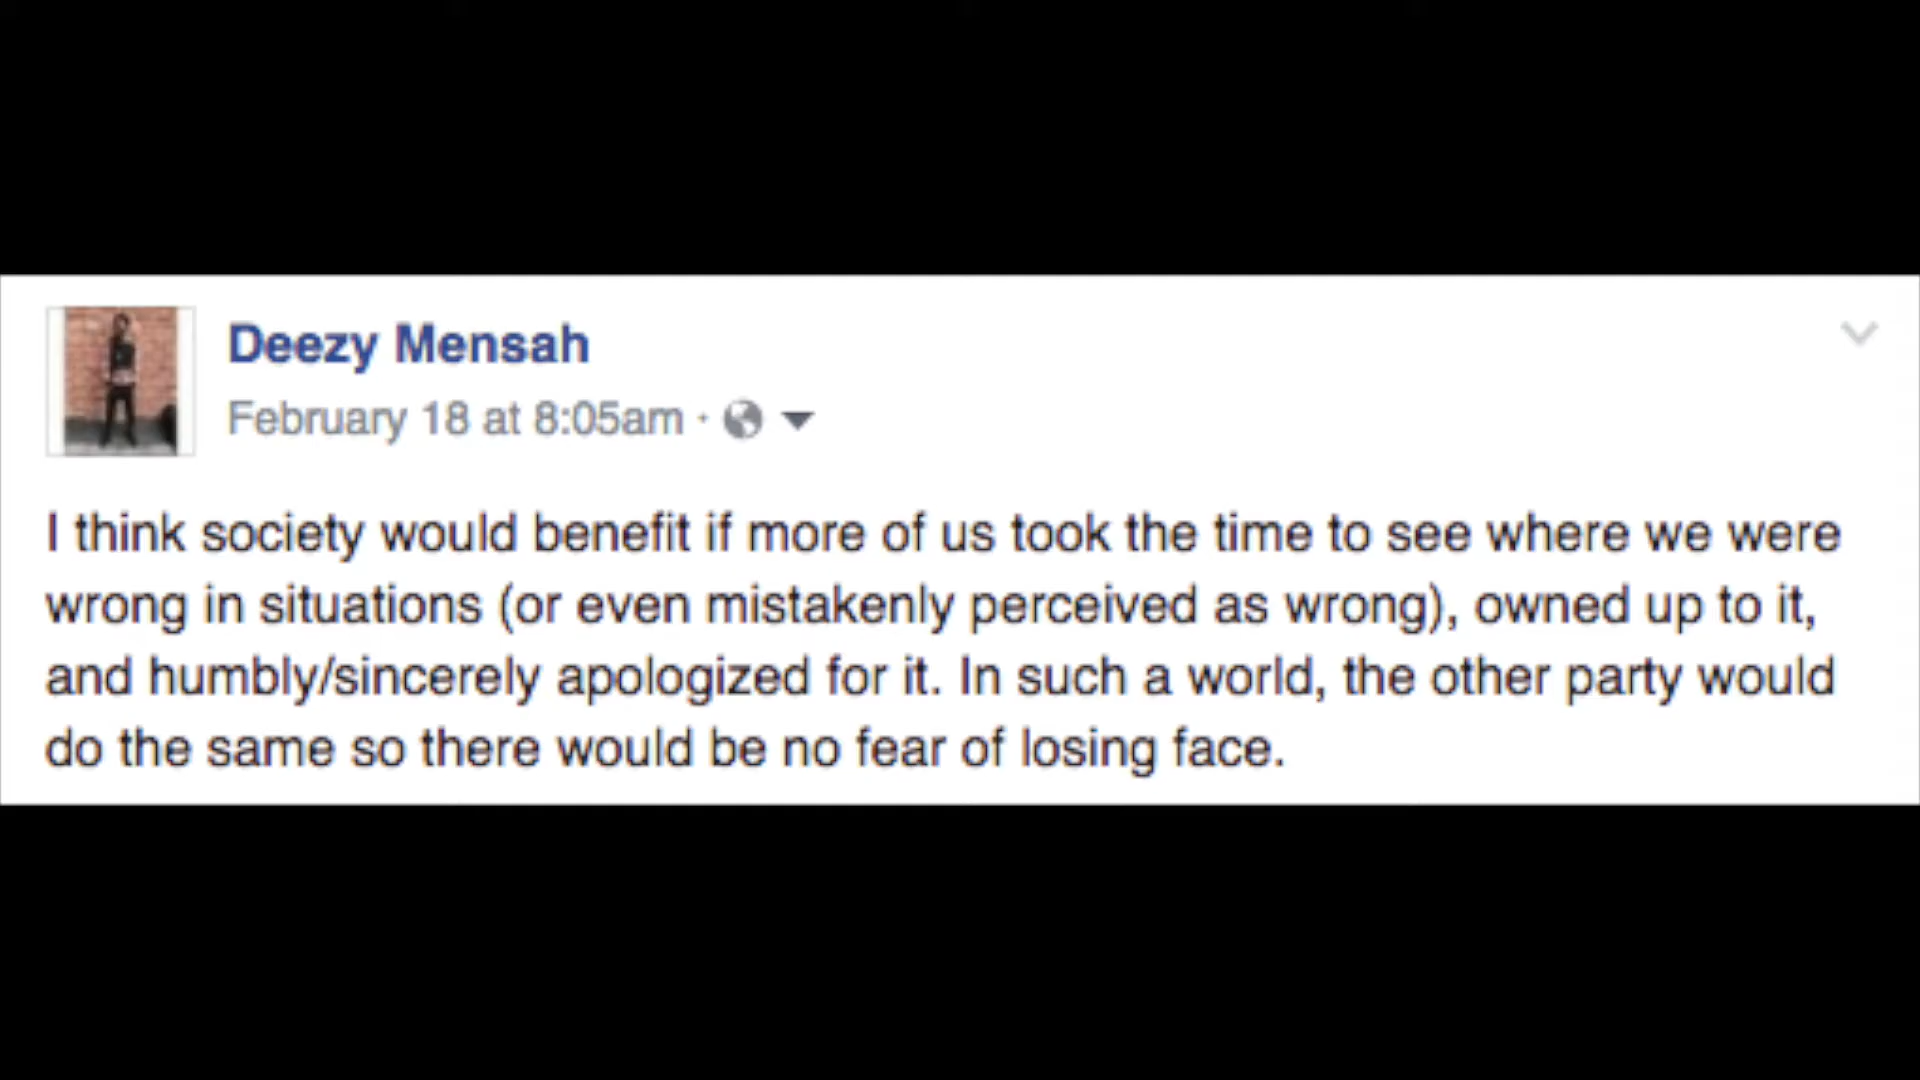 Deezy Mensah
February 18 at 8:05am ·
I think society would benefit if more of us took the time to see where we were
wrong in situations (or even mistakenly perceived as wrong), owned up to it,
and humbly/sincerely apologized for it. In such a world, the other party would
do the same so there would be no fear of losing face.